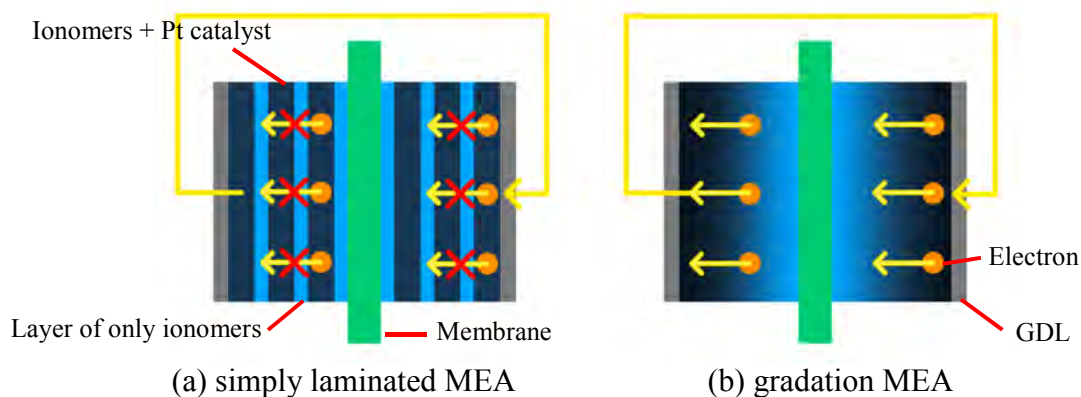 Ionomers + Pt catalyst
Layer of only ionomers
Membrane
Electron
GDL
(a) simply laminated MEA
(b) gradation MEA